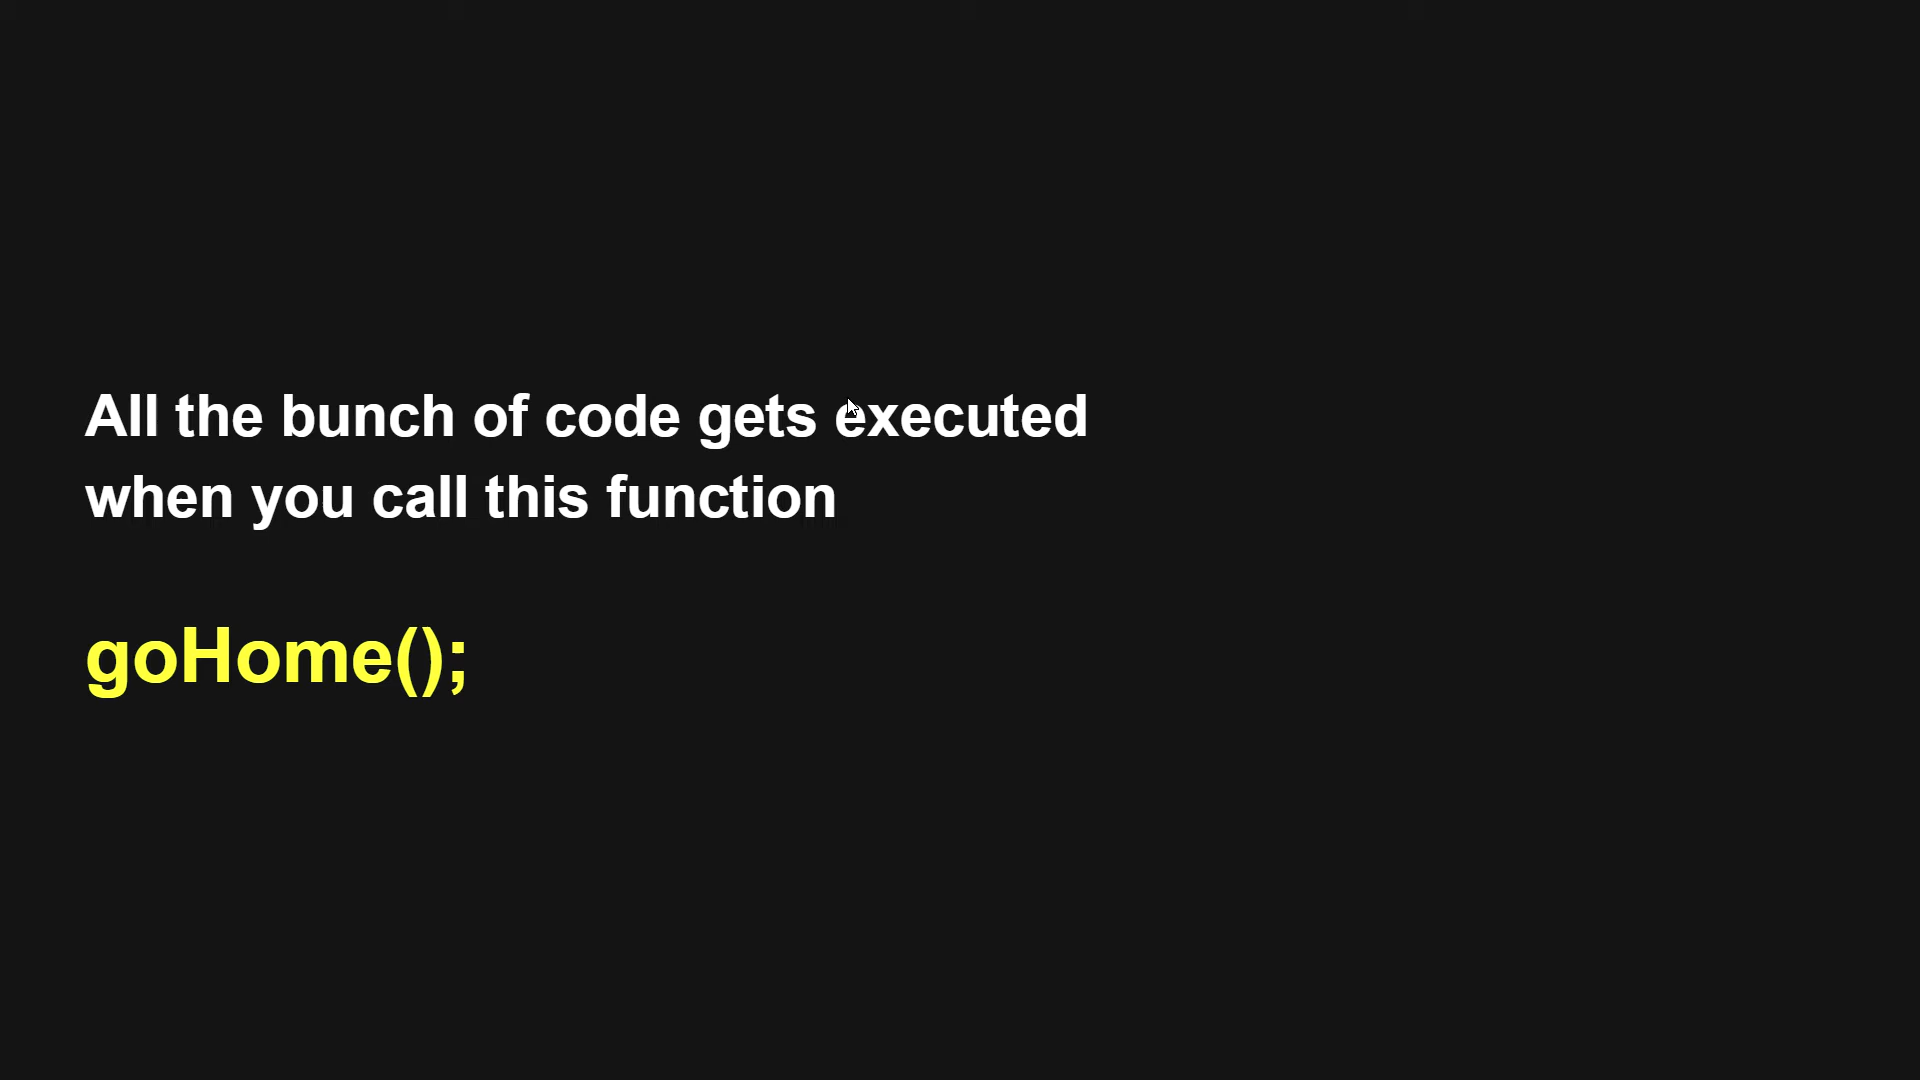 All the bunch of code gets executed
when you call this function
goHome();